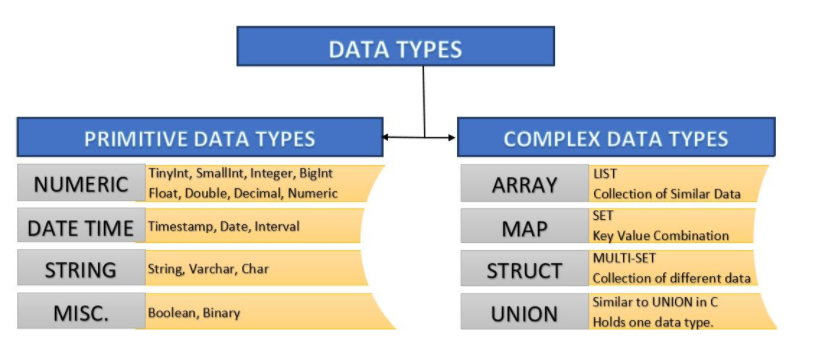 DATA TYPES
PRIMITIVE DATA TYPES
NUMERIC
TinyInt, SmallInt, Integer, BigInt
Float, Double, Decimal, Numeric
DATE TIME
Timestamp, Date, Interval
STRING
String, Varchar, Char
MISC.
Boolean, Binary
COMPLEX DATA TYPES
ARRAY
LIST
Collection of Similar Data
MAP
SET
Key Value Combination
STRUCT
MULTI-SET
Collection of different data
UNION
Similar to UNION in C
Holds one data type.